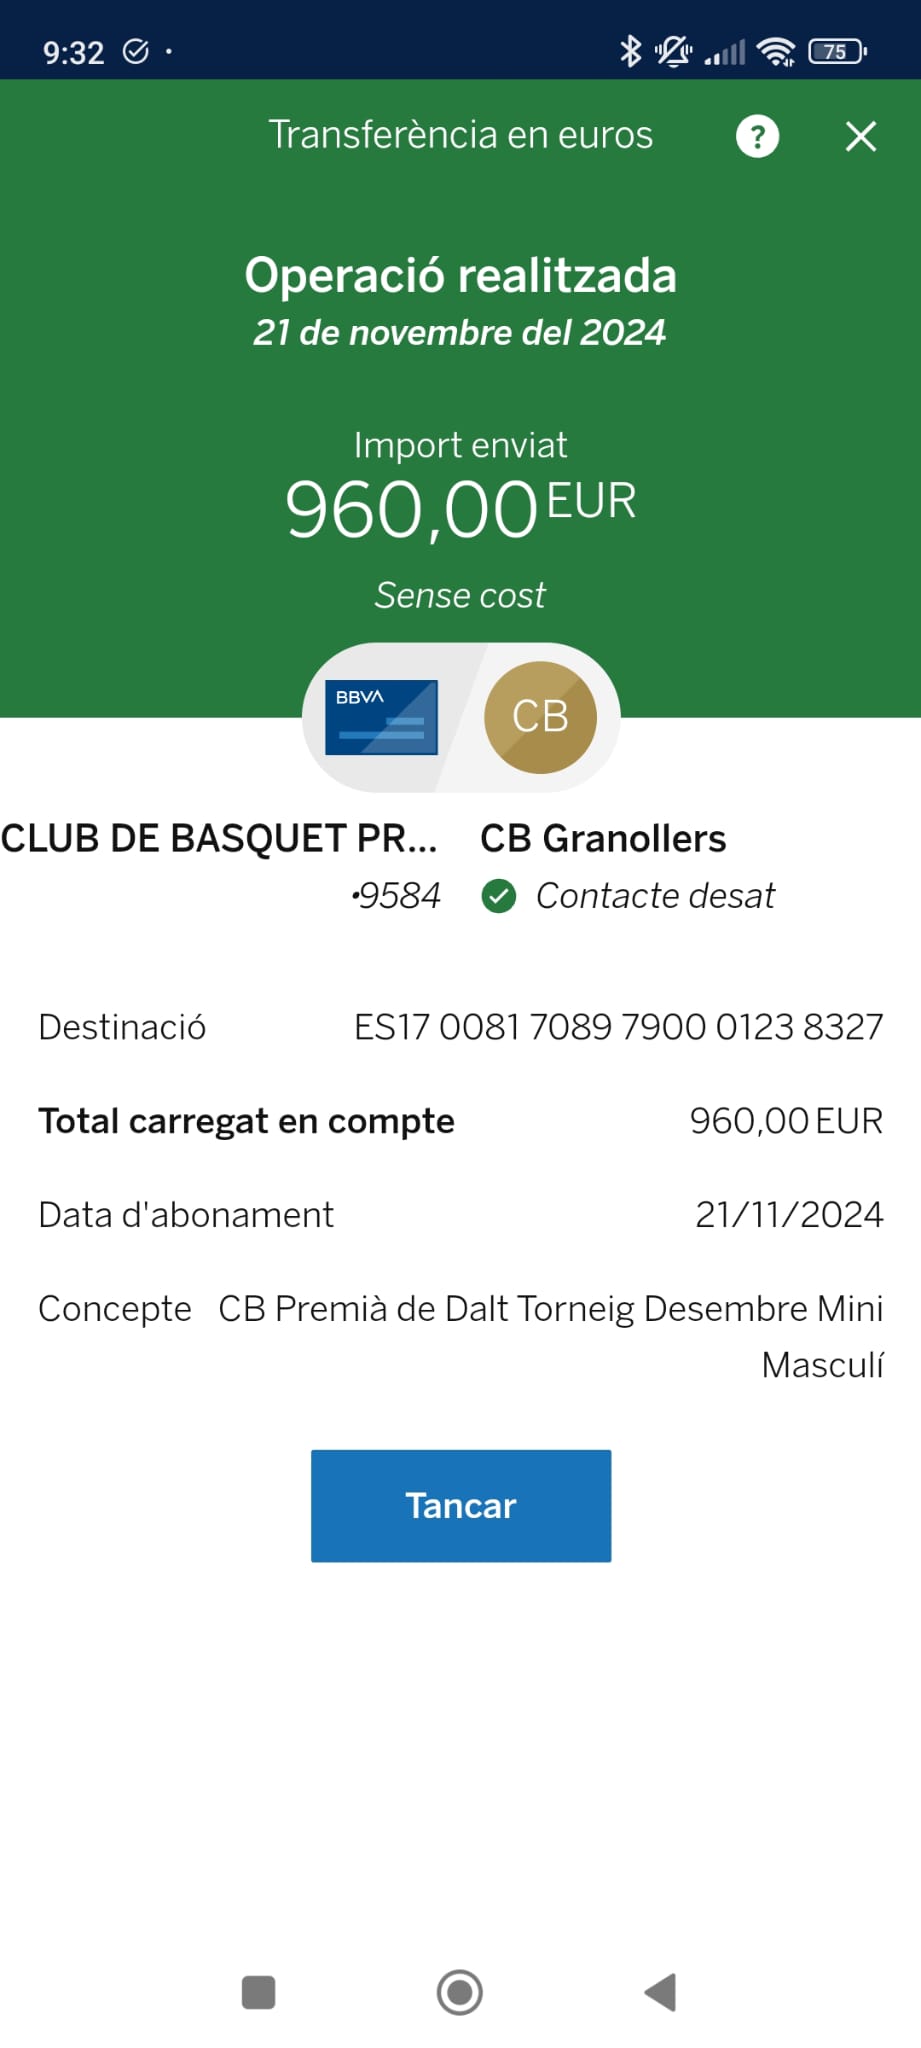 9:32
75
Transferència en euros
?
Operació realitzada
21 de novembre del 2024
Import enviat
960,00 EUR
Sense cost
BBVA
CB
CLUB DE BASQUET PR... CB Granollers
•9584 Contacte desat
Destinació ES17 0081 7089 7900 0123 8327
Total carregat en compte 960,00 EUR
Data d'abonament 21/11/2024
Concepte CB Premià de Dalt Torneig Desembre Mini
Masculí
Tancar